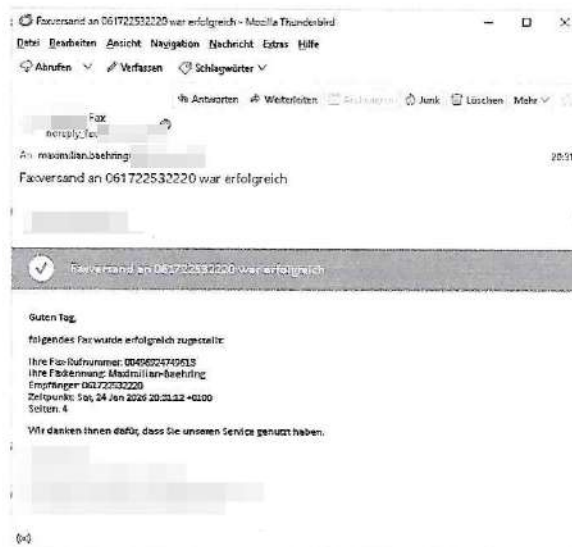 Faxversand an 061722532220 war erfolgreich - Mozilla Thunderbird
Datei Bearbeiten Ansicht Navigation Nachricht Extras Hilfe
Abrufen Verfassen Schlagwörter
Antworten Weiterleiten Archivieren Junk Löschen Mehr
Fax
noreply_fax
An maximilian.baehring 20:31
Faxversand an 061722532220 war erfolgreich
Faxversand an 061722532220 war erfolgreich
Guten Tag,
folgendes Fax wurde erfolgreich zugestellt:
Ihre Fax-Rufnummer: 00496924749513
Ihre Faxkennung: Maximilian-Baehring
Empfänger: 061722532220
Zeitpunkt: Sat, 24 Jan 2026 20:31:12 +0100
Seiten: 4
Wir danken Ihnen dafür, dass Sie unseren Service genutzt haben.